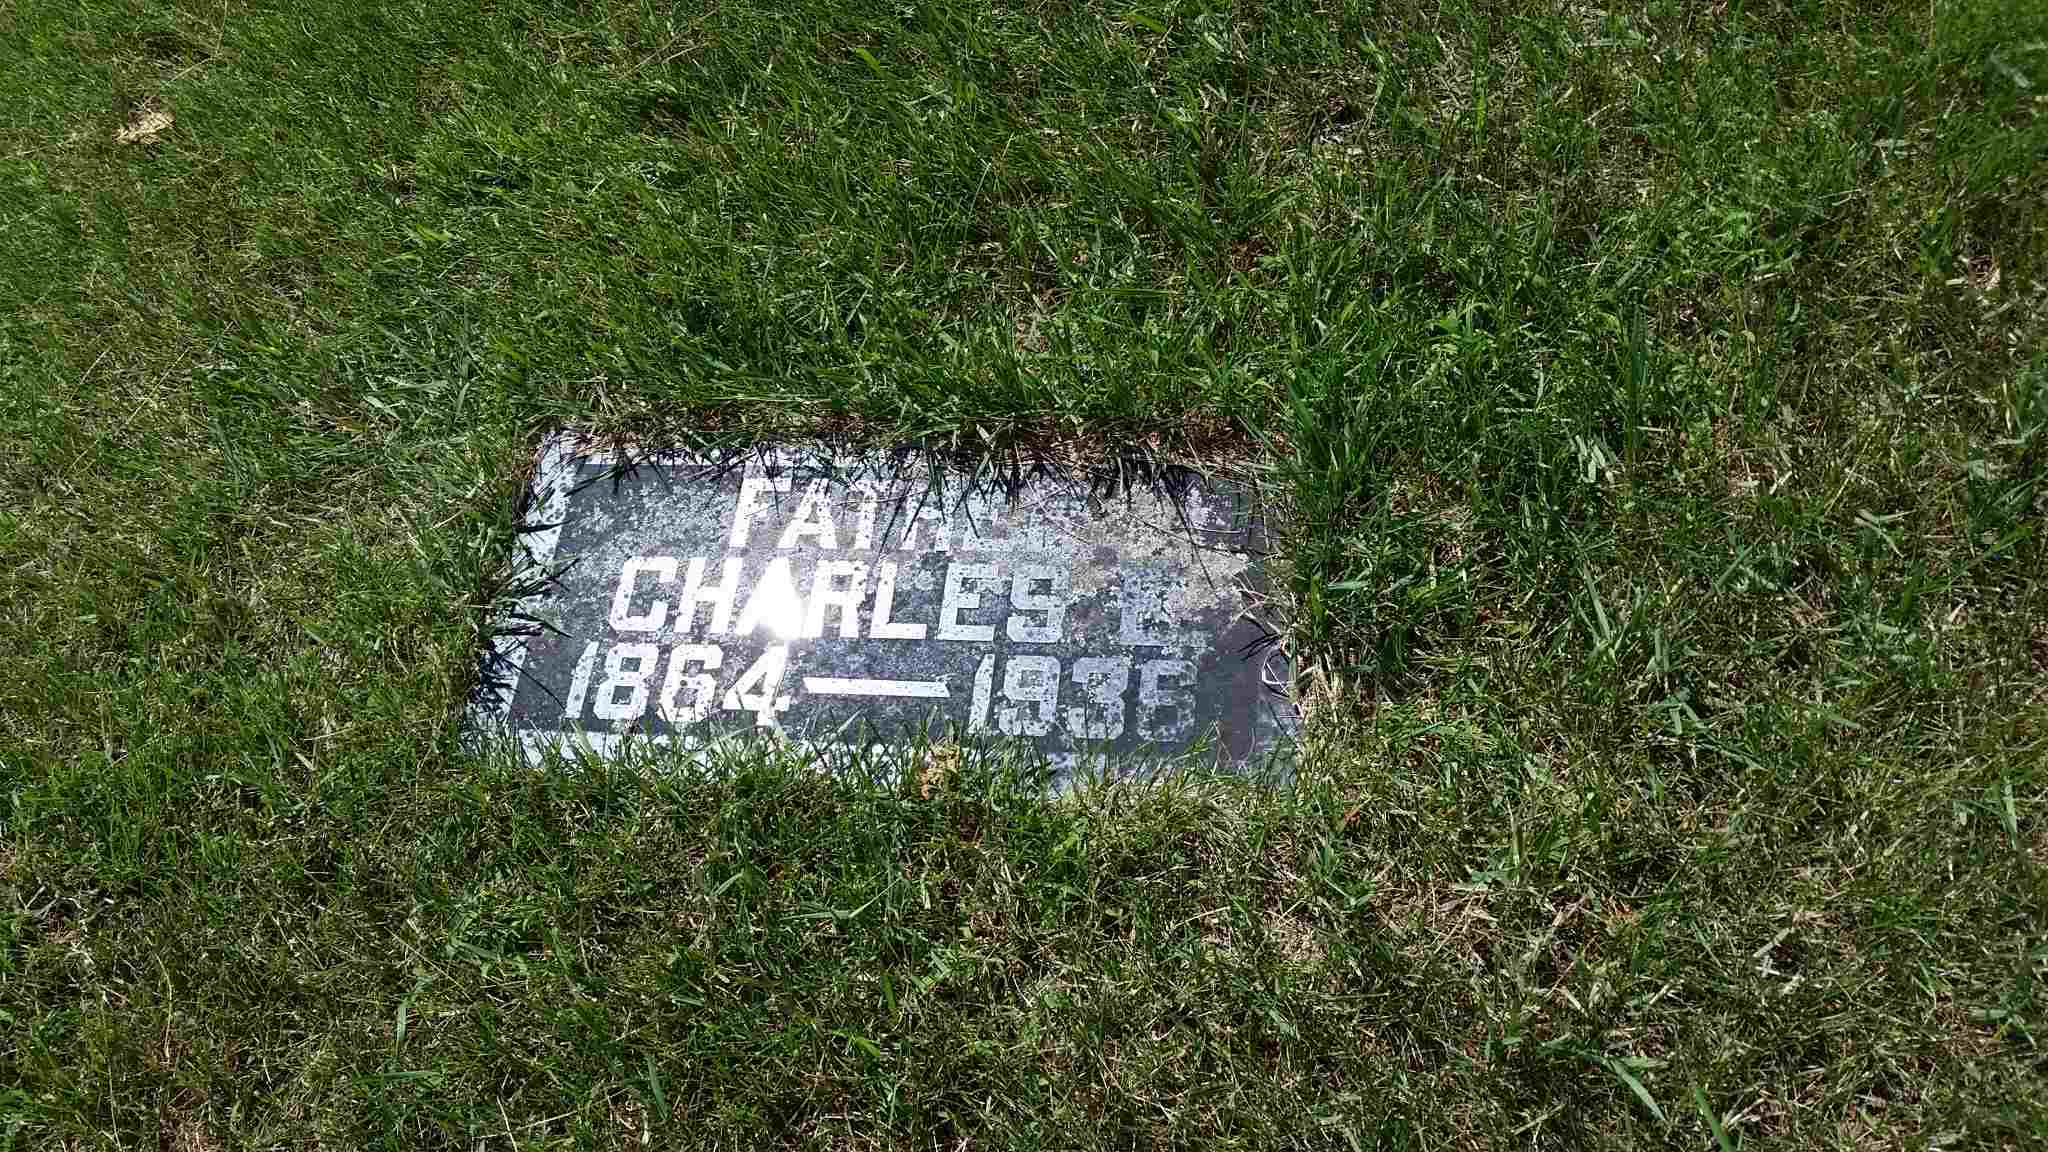 FATHER
CHARLES E.
1864 — 1936